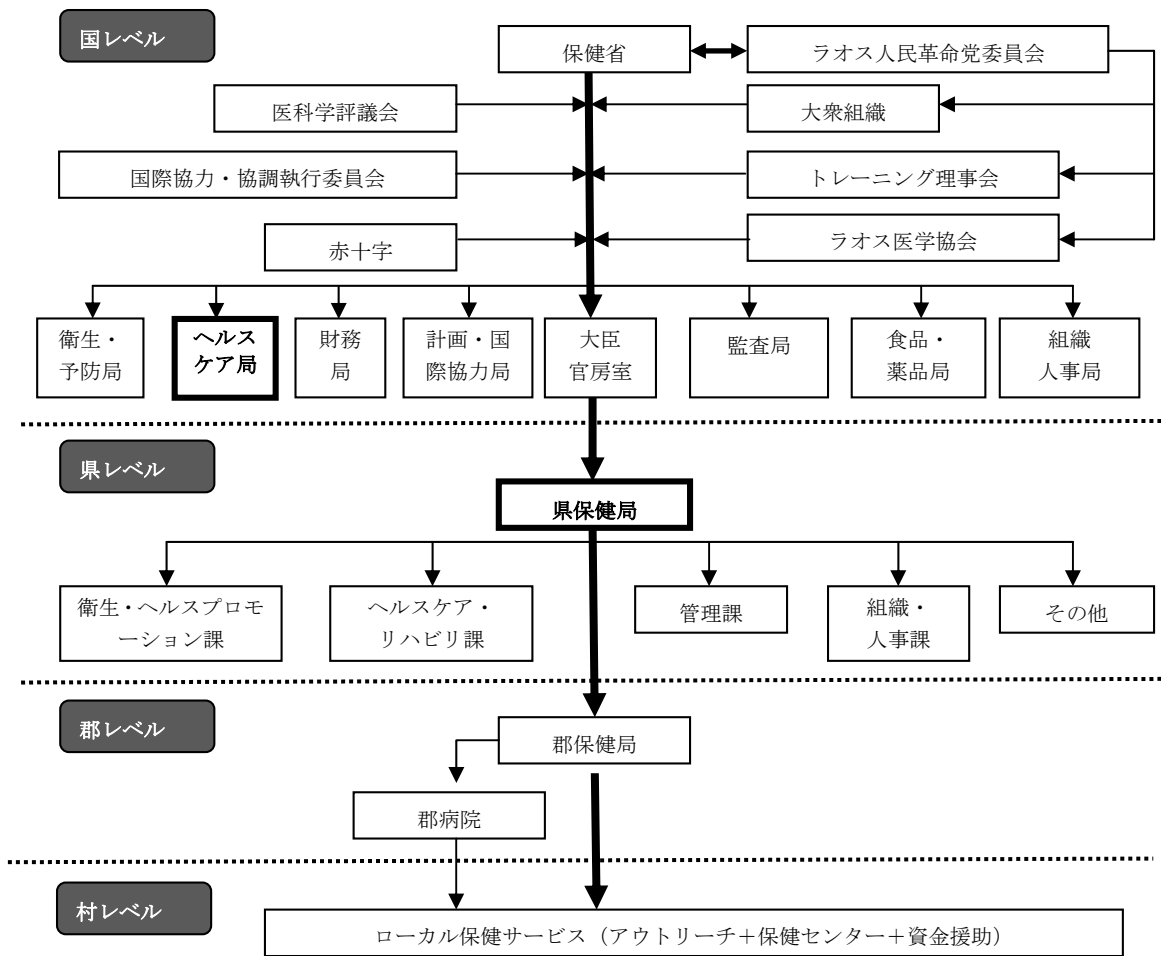 国レベル
保健省
ラオス人民革命党委員会
医科学評議会
大衆組織
国際協力・協調執行委員会
トレーニング理事会
赤十字
ラオス医学協会
衛生・
予防局
ヘルス
ケア局
財務
局
計画・国
際協力局
大臣
官房室
監査局
食品・
薬品局
組織
人事局
県レベル
県保健局
衛生・ヘルスプロモ
ーション課
ヘルスケア・
リハビリ課
管理課
組織・
人事課
その他
郡レベル
郡保健局
郡病院
村レベル
ローカル保健サービス（アウトリーチ＋保健センター＋資金援助）